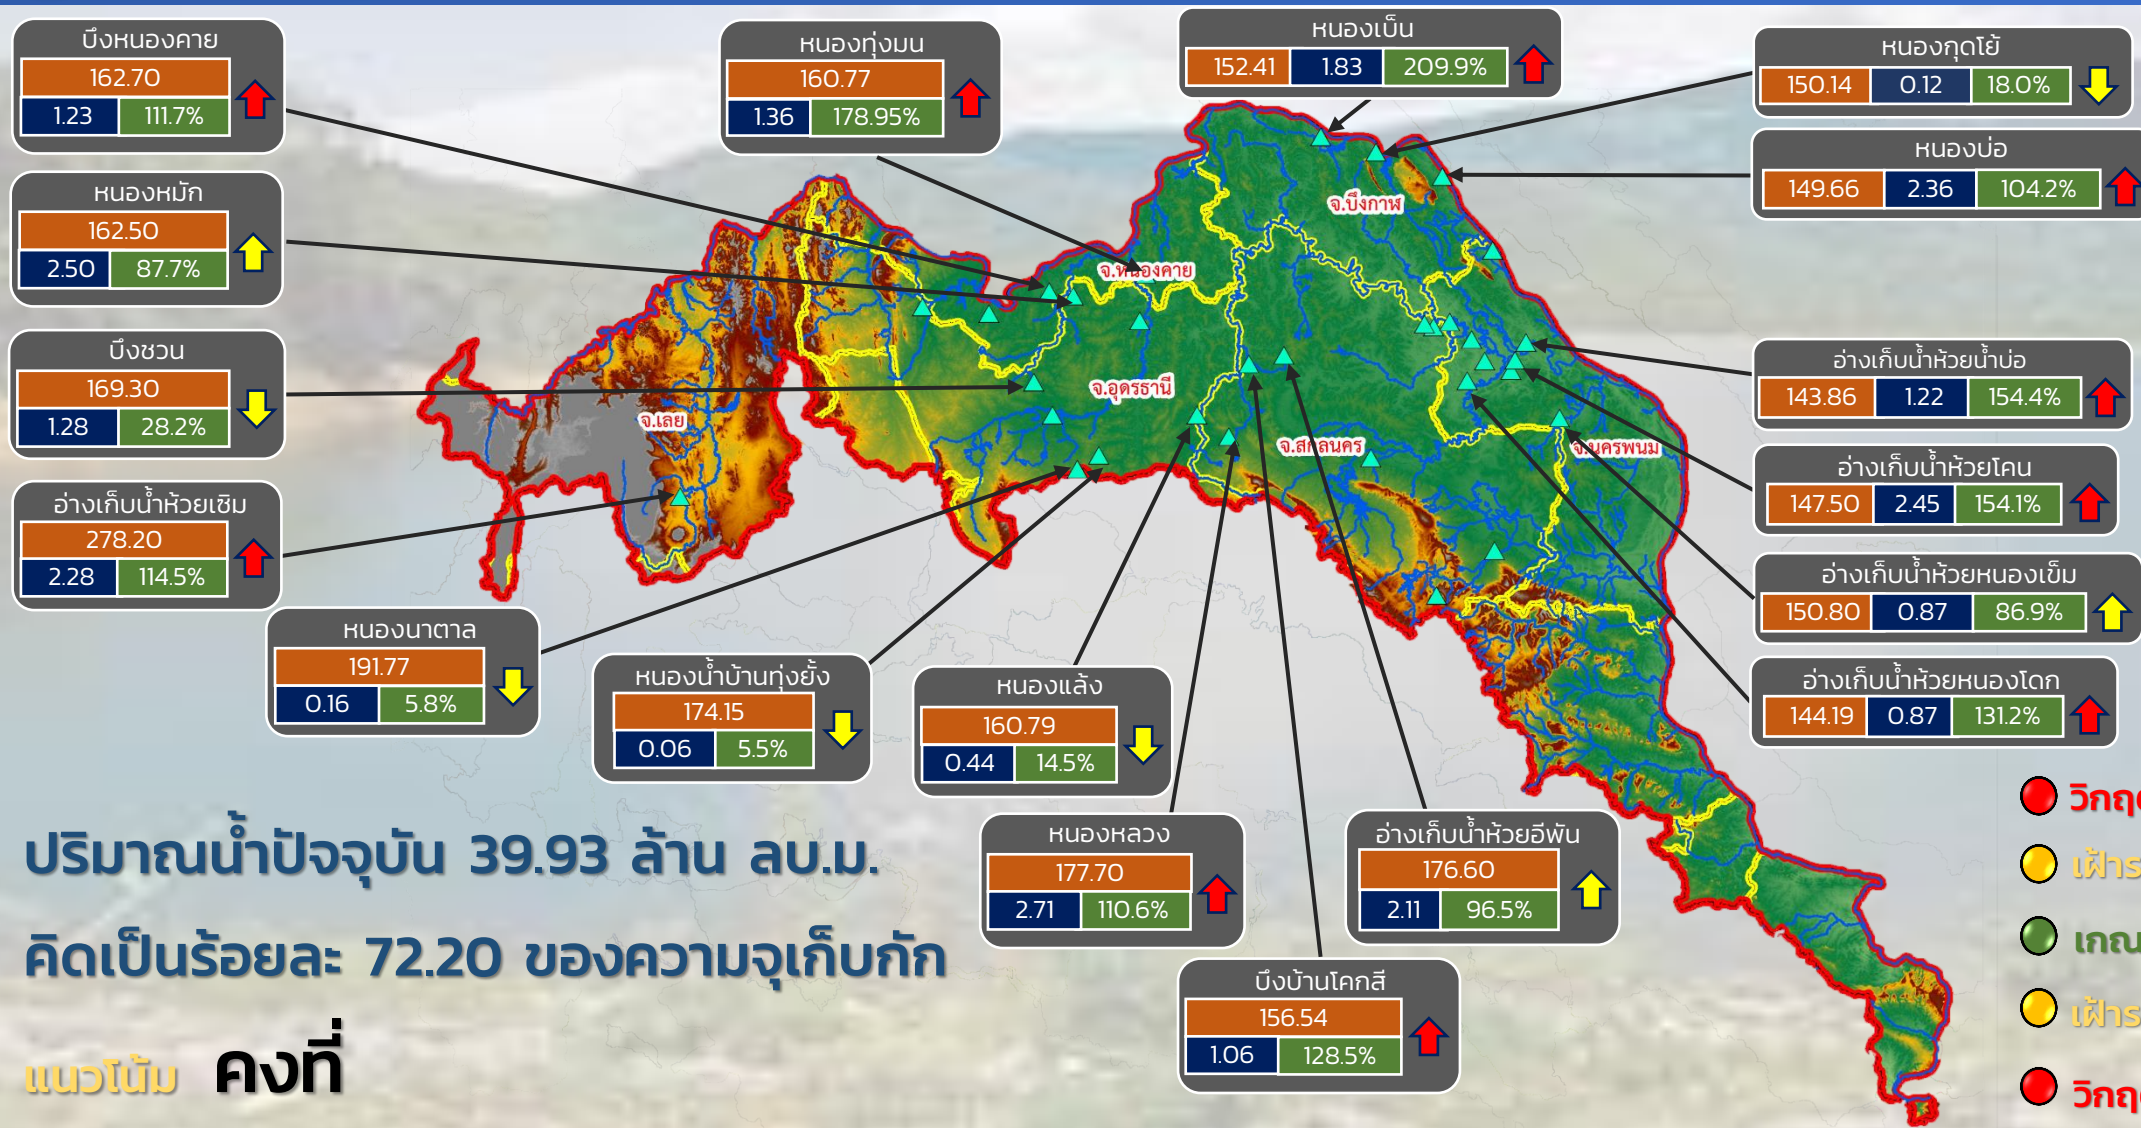 บึงหนองคาย
162.70
1.23 111.7%
หนองทุ่งมน
160.77
1.36 178.95%
หนองเบ็น
152.41 1.83 209.9%
หนองกุดโย้
150.14 0.12 18.0%
หนองบ่อ
149.66 2.36 104.2%
หนองหมัก
162.50
2.50 87.7%
บึงชวน
169.30
1.28 28.2%
อ่างเก็บน้ำห้วยเซิม
278.20
2.28 114.5%
จ.บึงกาฬ
จ.หนองคาย
จ.อุดรธานี
จ.เลย
จ.สกลนคร
จ.นครพนม
อ่างเก็บน้ำห้วยน้ำบ่อ
143.86 1.22 154.4%
อ่างเก็บน้ำห้วยโคน
147.50 2.45 154.1%
อ่างเก็บน้ำห้วยหนองเข็ม
150.80 0.87 86.9%
อ่างเก็บน้ำห้วยหนองโดก
144.19 0.87 131.2%
หนองนาตาล
191.77
0.16 5.8%
หนองน้ำบ้านทุ่งยั้ง
174.15
0.06 5.5%
หนองแล้ง
160.79
0.44 14.5%
หนองหลวง
177.70
2.71 110.6%
อ่างเก็บน้ำห้วยอีพัน
176.60
2.11 96.5%
บึงบ้านโคกสี
156.54
1.06 128.5%
ปริมาณน้ำปัจจุบัน 39.93 ล้าน ลบ.ม.
คิดเป็นร้อยละ 72.20 ของความจุเก็บกัก
แนวโน้ม คงที่